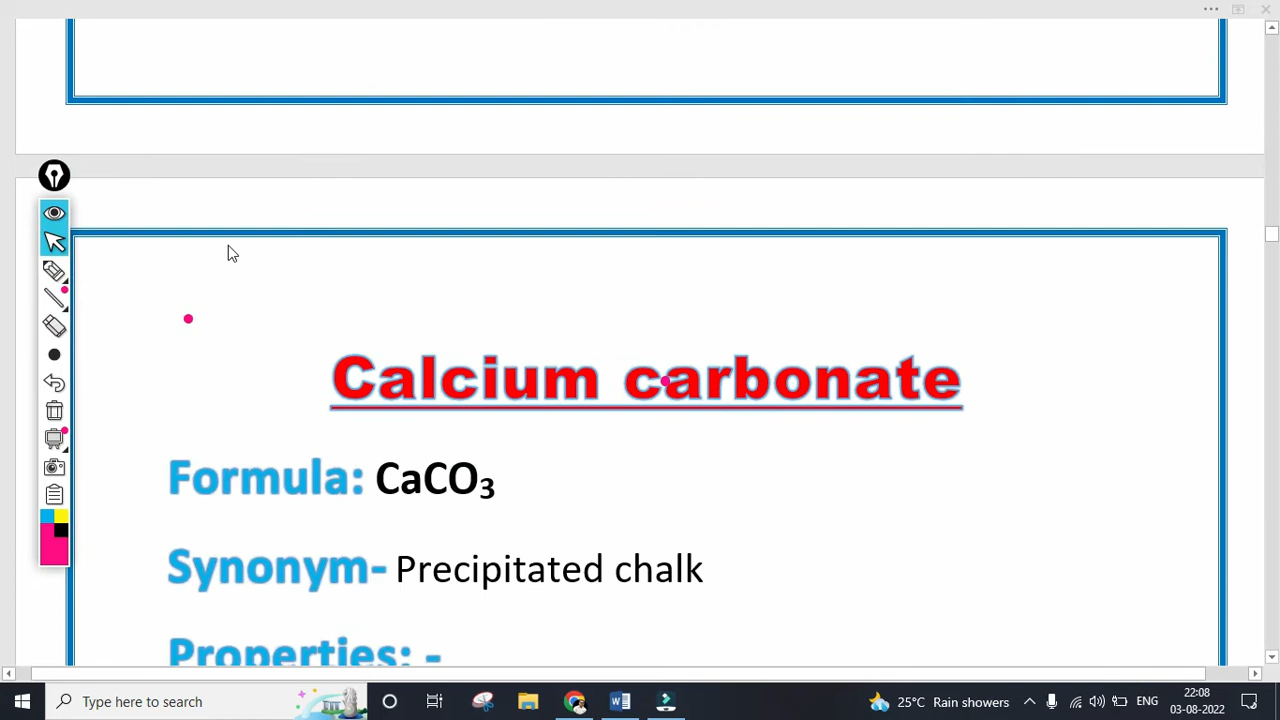 Calcium carbonate
Formula: CaCO₃
Synonym- Precipitated chalk
Properties: -
Type here to search
25°C Rain showers
ENG
22:08
03-08-2022